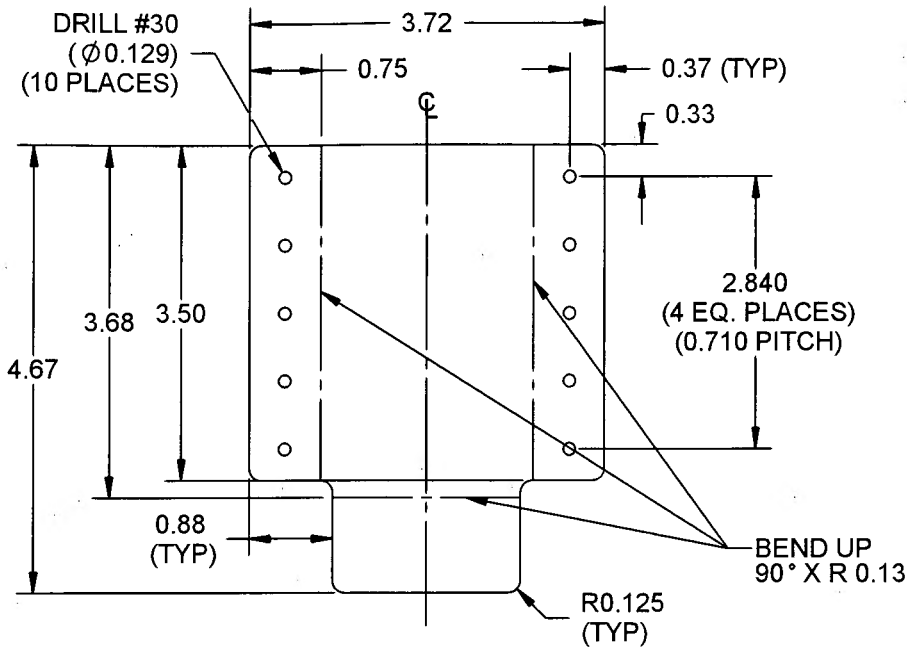 DRILL #30
(∅0.129)
(10 PLACES)
3.72
0.75
0.37 (TYP)
℄
0.33
4.67
3.68
3.50
2.840
(4 EQ. PLACES)
(0.710 PITCH)
0.88
(TYP)
BEND UP
90° X R 0.13
R0.125
(TYP)